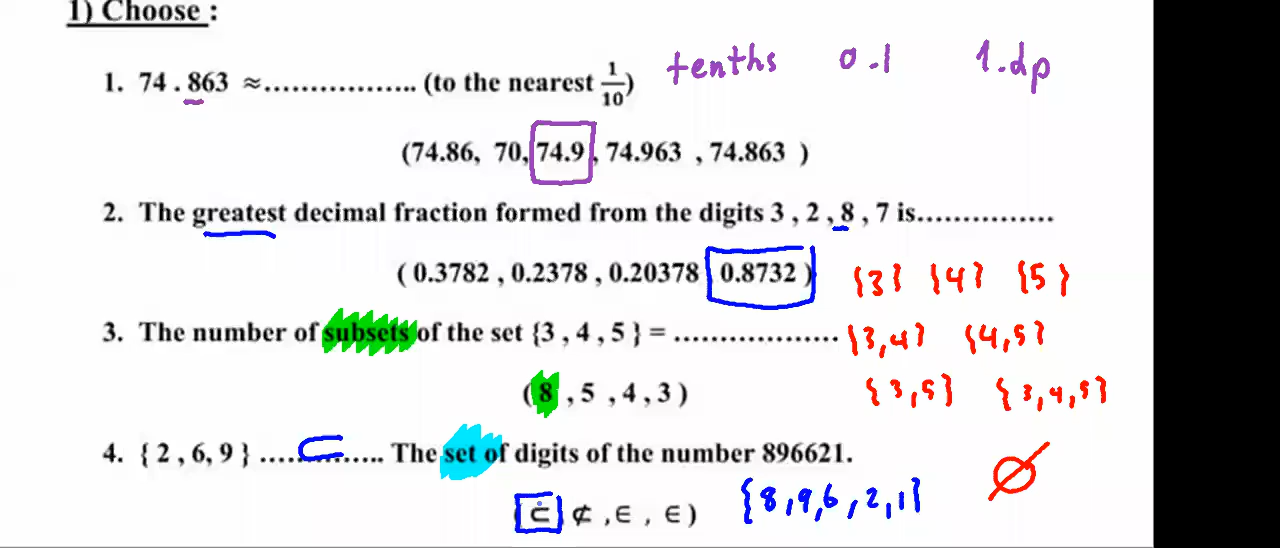 1) Choose :
1. 74 . 863 ≈................. (to the nearest 1/10) tenths 0.1 1.dp
(74.86, 70, 74.9, 74.963 , 74.863 )
2. The greatest decimal fraction formed from the digits 3 , 2 , 8 , 7 is...............
( 0.3782 , 0.2378 , 0.20378 0.8732 ) {3} {4} {5}
3. The number of subsets of the set {3 , 4 , 5 } = .................. {3,4} {4,5}
(8 , 5 , 4 , 3 ) {3,5} {3,4,5}
4. { 2 , 6, 9 } .....⊂....... The set of digits of the number 896621. ∅
(⊂ ⊄ , ∈ , ∈ ) {8,9,6,2,1}